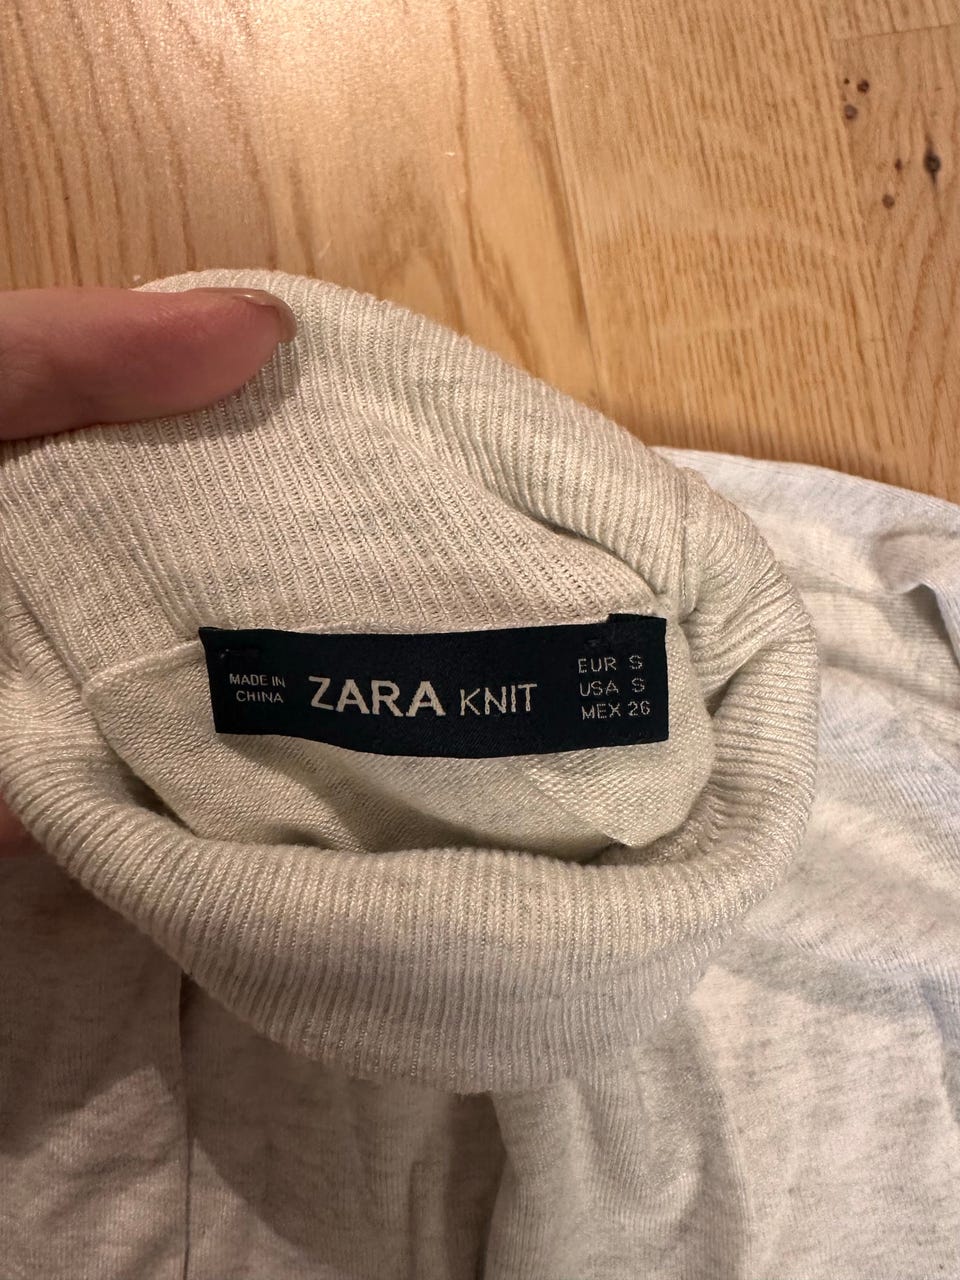 MADE IN
CHINA
ZARA KNIT
EUR S
USA S
MEX 26